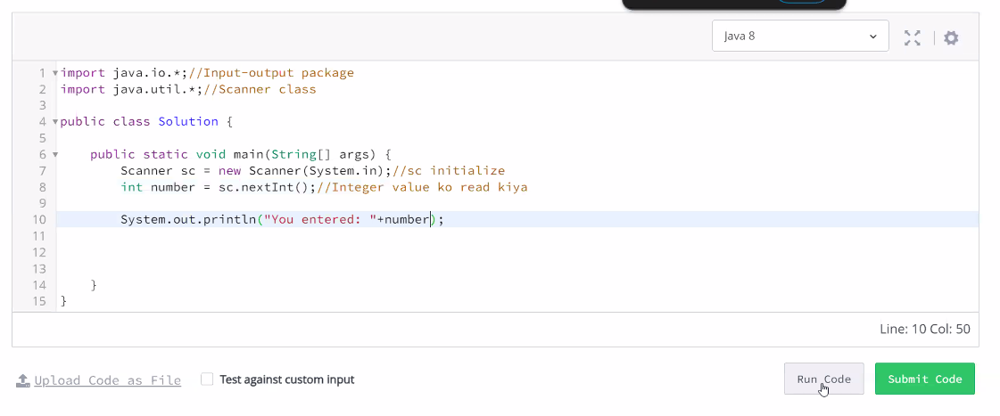 Java 8
1 import java.io.*;//Input-output package
2 import java.util.*;//Scanner class
3
4 public class Solution {
5
6     public static void main(String[] args) {
7         Scanner sc = new Scanner(System.in);//sc initialize
8         int number = sc.nextInt();//Integer value ko read kiya
9
10         System.out.println("You entered: "+number);
11
12
13
14     }
15 }
Line: 10 Col: 50
Upload Code as File Test against custom input Run Code Submit Code